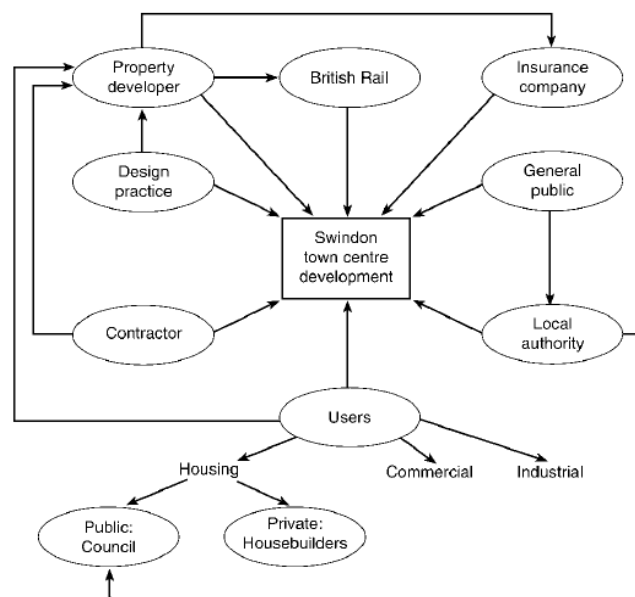 Property
developer
British Rail
Insurance
company
Design
practice
General
public
Swindon
town centre
development
Contractor
Local
authority
Users
Housing
Commercial
Industrial
Public:
Council
Private:
Housebuilders